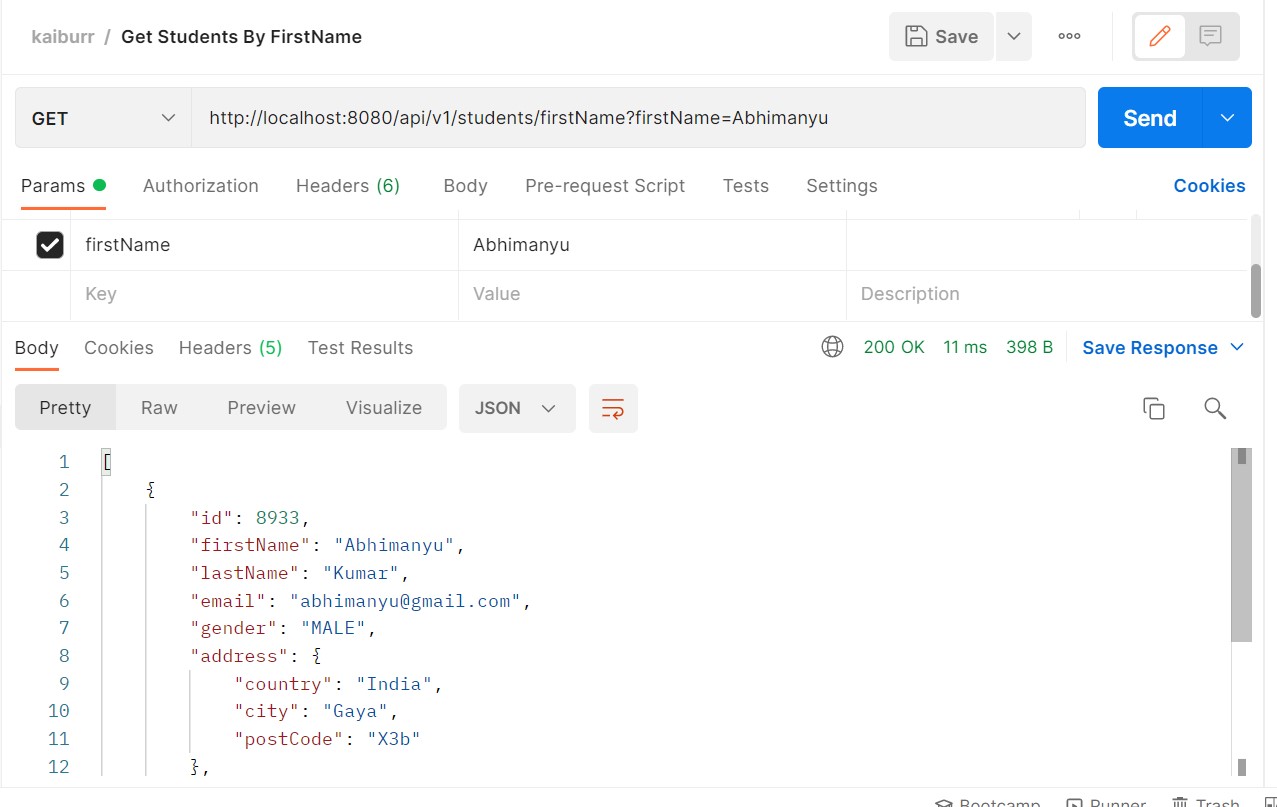 kaiburr / Get Students By FirstName
Save
GET
http://localhost:8080/api/v1/students/firstName?firstName=Abhimanyu
Send
Params Authorization Headers (6) Body Pre-request Script Tests Settings Cookies
firstName Abhimanyu
Key Value Description
Body Cookies Headers (5) Test Results 200 OK 11 ms 398 B Save Response
Pretty Raw Preview Visualize JSON
1 [
2 {
3 "id": 8933,
4 "firstName": "Abhimanyu",
5 "lastName": "Kumar",
6 "email": "abhimanyu@gmail.com",
7 "gender": "MALE",
8 "address": {
9 "country": "India",
10 "city": "Gaya",
11 "postCode": "X3b"
12 },
Bootcamp Runner Trash